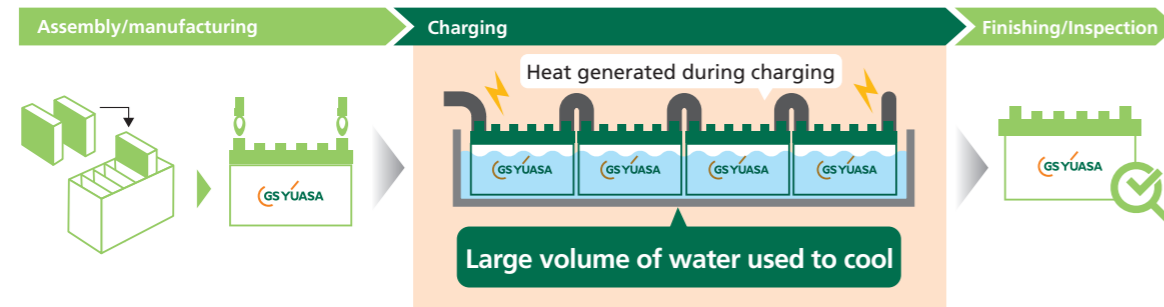 Assembly/manufacturing
Charging
Finishing/Inspection
Heat generated during charging
GS YUASA
GS YUASA
GS YUASA
GS YUASA
GS YUASA
GS YUASA
Large volume of water used to cool